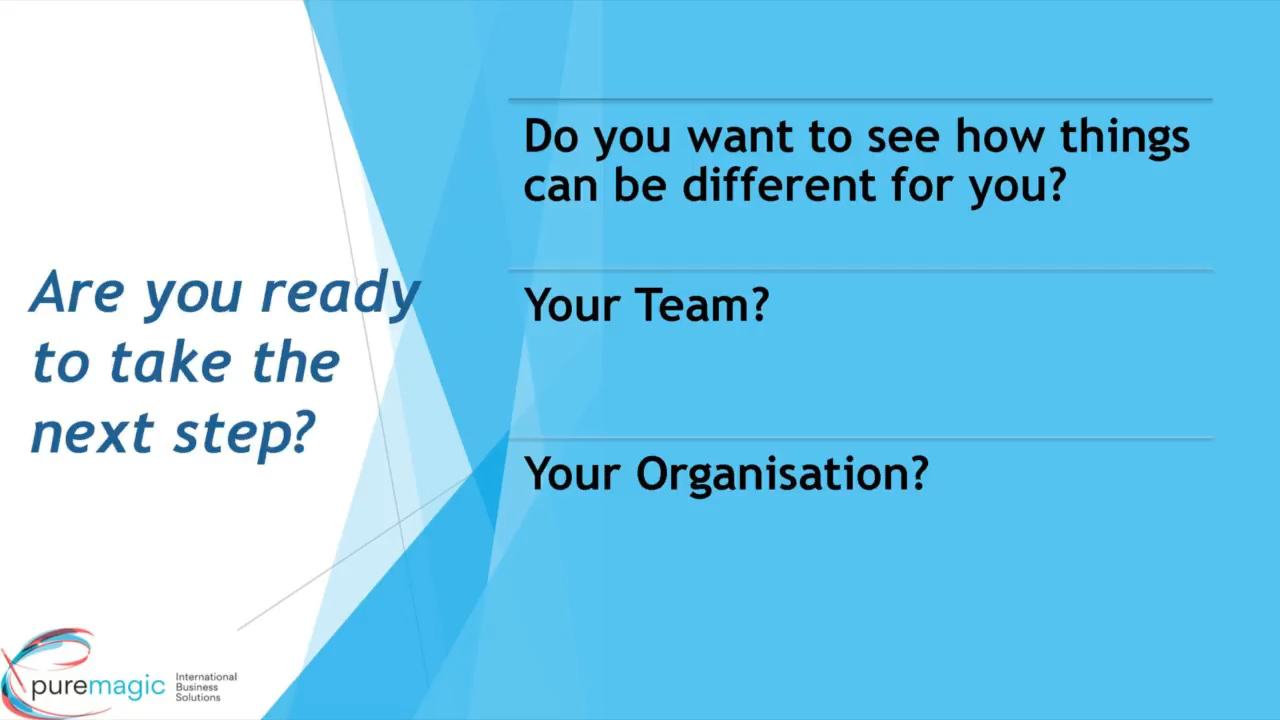 Are you ready
to take the
next step?
Do you want to see how things
can be different for you?
Your Team?
Your Organisation?
puremagic
International
Business
Solutions